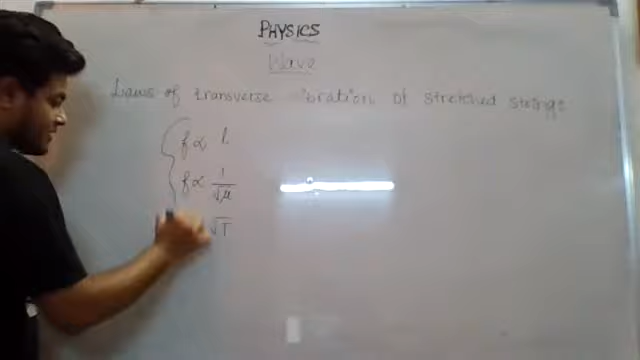 PHYSICS
Wave
Laws of transverse vibration of stretched strings
f ∝ l
f ∝ 1/√μ
√T